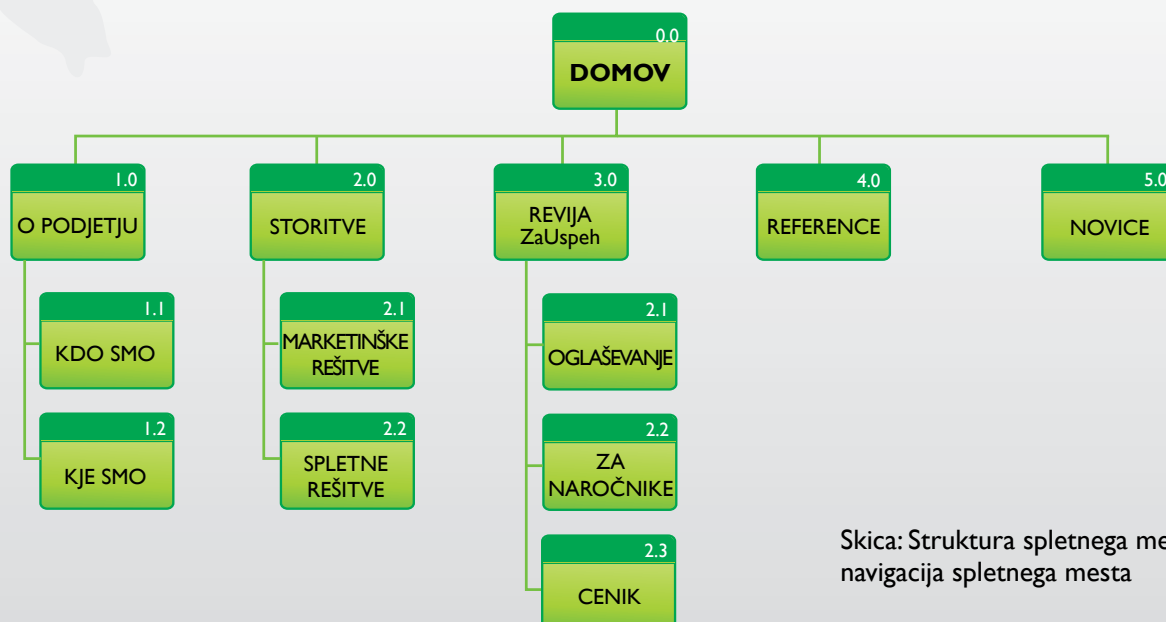 0.0
DOMOV
1.0
O PODJETJU
2.0
STORITVE
3.0
REVIJA
ZaUspeh
4.0
REFERENCE
5.0
NOVICE
1.1
KDO SMO
1.2
KJE SMO
2.1
MARKETINŠKE
REŠITVE
2.2
SPLETNE
REŠITVE
2.1
OGLAŠEVANJE
2.2
ZA
NAROČNIKE
2.3
CENIK
Skica: Struktura spletnega
navigacija spletnega mesta